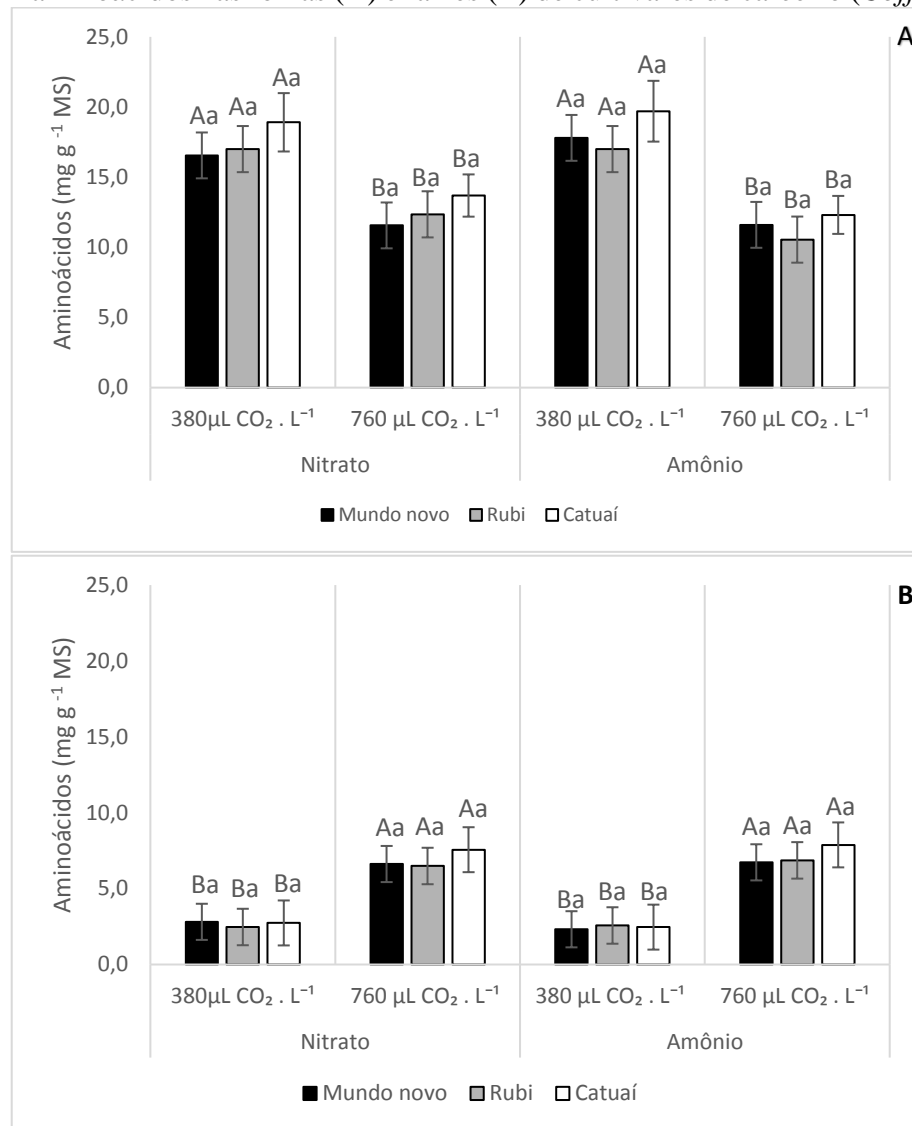 A
25,0
20,0
15,0
10,0
5,0
0,0
Aminoácidos (mg g ⁻¹ MS)
Aa Aa Aa
Ba Ba Ba
Aa Aa Aa
Ba Ba Ba
380µL CO₂ . L⁻¹ 760 µL CO₂ . L⁻¹ 380 µL CO₂ . L⁻¹ 760 µL CO₂ . L⁻¹
Nitrato Amônio
Mundo novo Rubi Catuaí
B
25,0
20,0
15,0
10,0
5,0
0,0
Aminoácidos (mg g ⁻¹ MS)
Ba Ba Ba
Aa Aa Aa
Ba Ba Ba
Aa Aa Aa
380µL CO₂ . L⁻¹ 760 µL CO₂ . L⁻¹ 380 µL CO₂ . L⁻¹ 760 µL CO₂ . L⁻¹
Nitrato Amônio
Mundo novo Rubi Catuaí